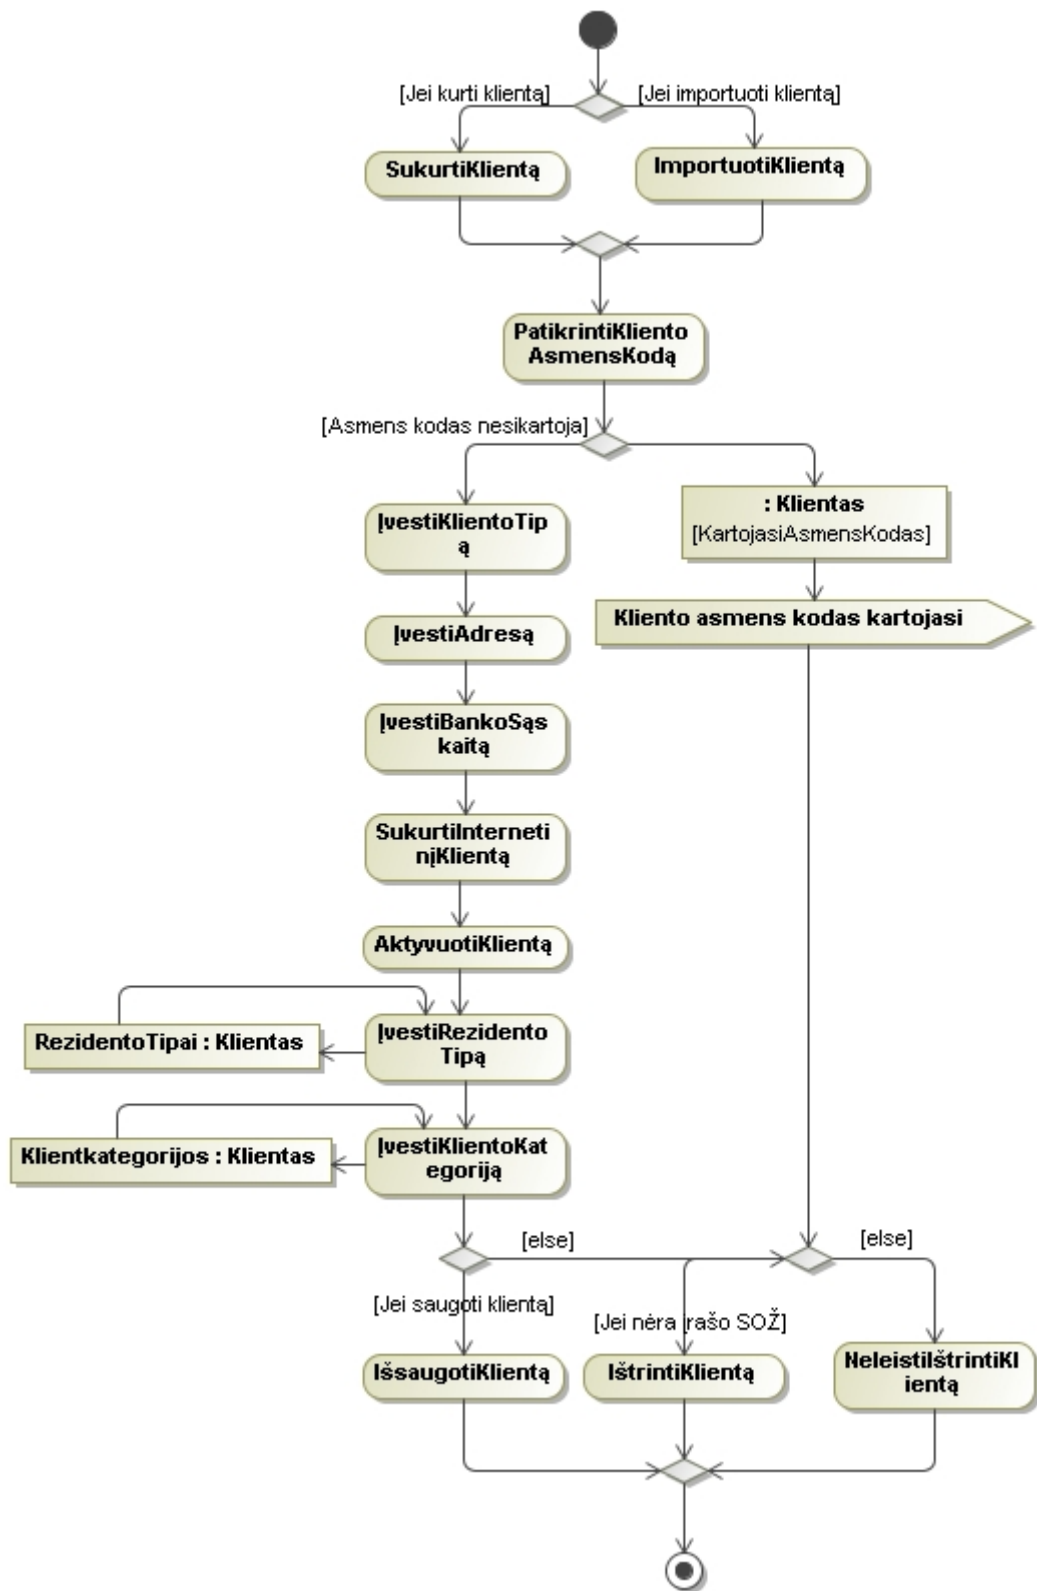 [Jei kurti klientą]
[Jei importuoti klientą]
SukurtiKlientą
ImportuotiKlientą
PatikrintiKliento
AsmensKodą
[Asmens kodas nesikartoja]
ĮvestiKlientoTip
ą
: Klientas
[KartojasiAsmensKodas]
Kliento asmens kodas kartojasi
ĮvestiAdresą
ĮvestiBankoSąs
kaitą
SukurtiInterneti
nįKlientą
AktyvuotiKlientą
RezidentoTipai : Klientas
ĮvestiRezidento
Tipą
Klientkategorijos : Klientas
ĮvestiKlientoKat
egoriją
[else]
[else]
[Jei saugoti klientą]
[Jei nėra įrašo SOŽ]
IšsaugotiKlientą
IštrintiKlientą
NeleistiIštrintiKl
ientą